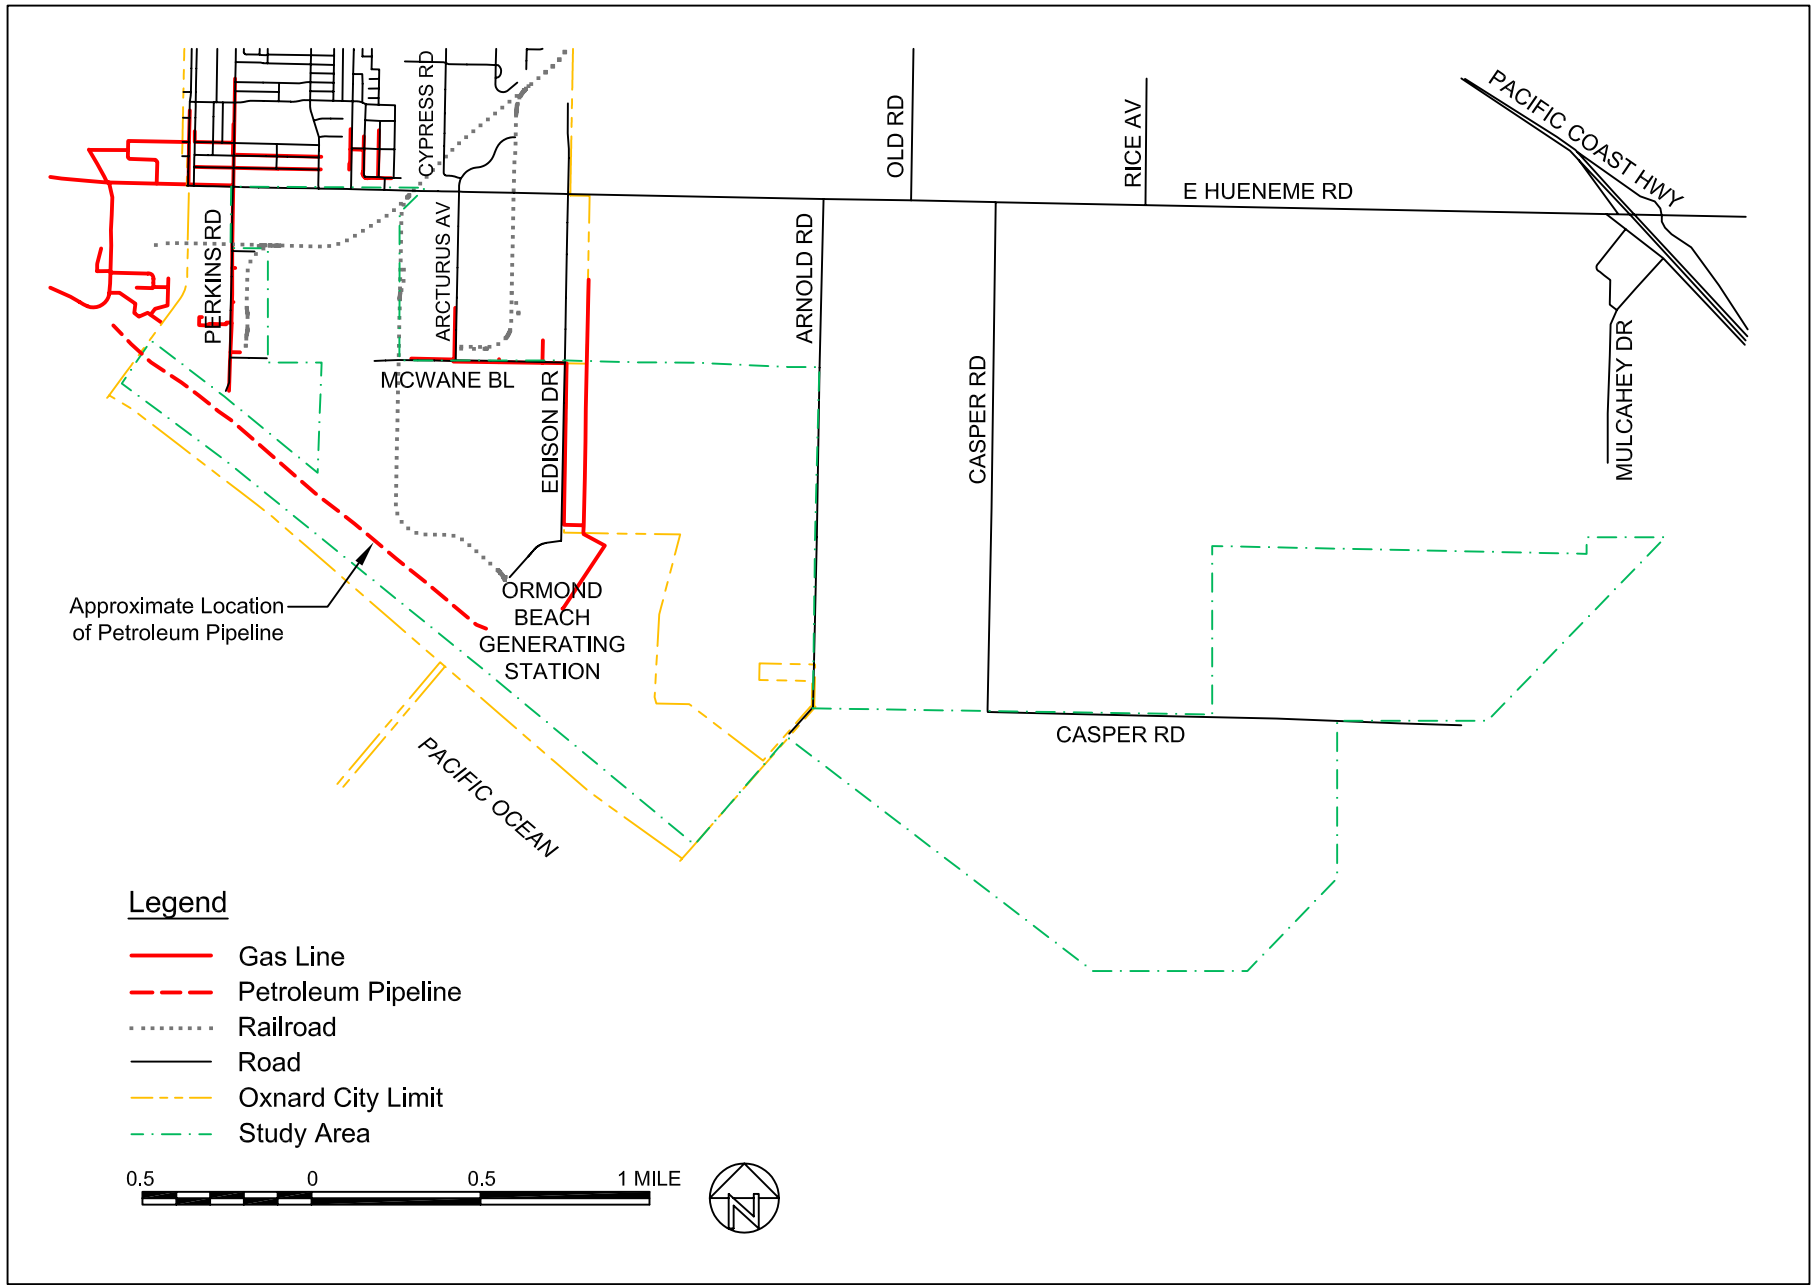 CYPRESS RD
OLD RD
RICE AV
PACIFIC COAST HWY
E HUENEME RD
PERKINS RD
ARCTURUS AV
ARNOLD RD
CASPER RD
MULCAHEY DR
MCWANE BL
EDISON DR
Approximate Location
of Petroleum Pipeline
ORMOND
BEACH
GENERATING
STATION
CASPER RD
PACIFIC OCEAN
Legend
Gas Line
Petroleum Pipeline
Railroad
Road
Oxnard City Limit
Study Area
0.5 0 0.5 1 MILE
N